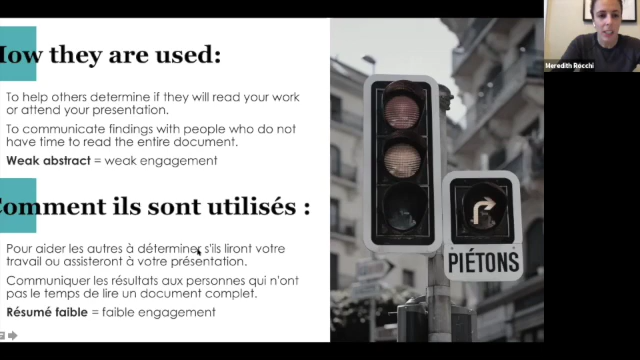 How they are used:
To help others determine if they will read your work
or attend your presentation.
To communicate findings with people who do not
have time to read the entire document.
Weak abstract = weak engagement
Comment ils sont utilisés :
Pour aider les autres à déterminer s'ils liront votre
travail ou assisteront à votre présentation.
Communiquer les résultats aux personnes qui n'ont
pas le temps de lire un document complet.
Résumé faible = faible engagement
PIÉTONS
Meredith Rocchi